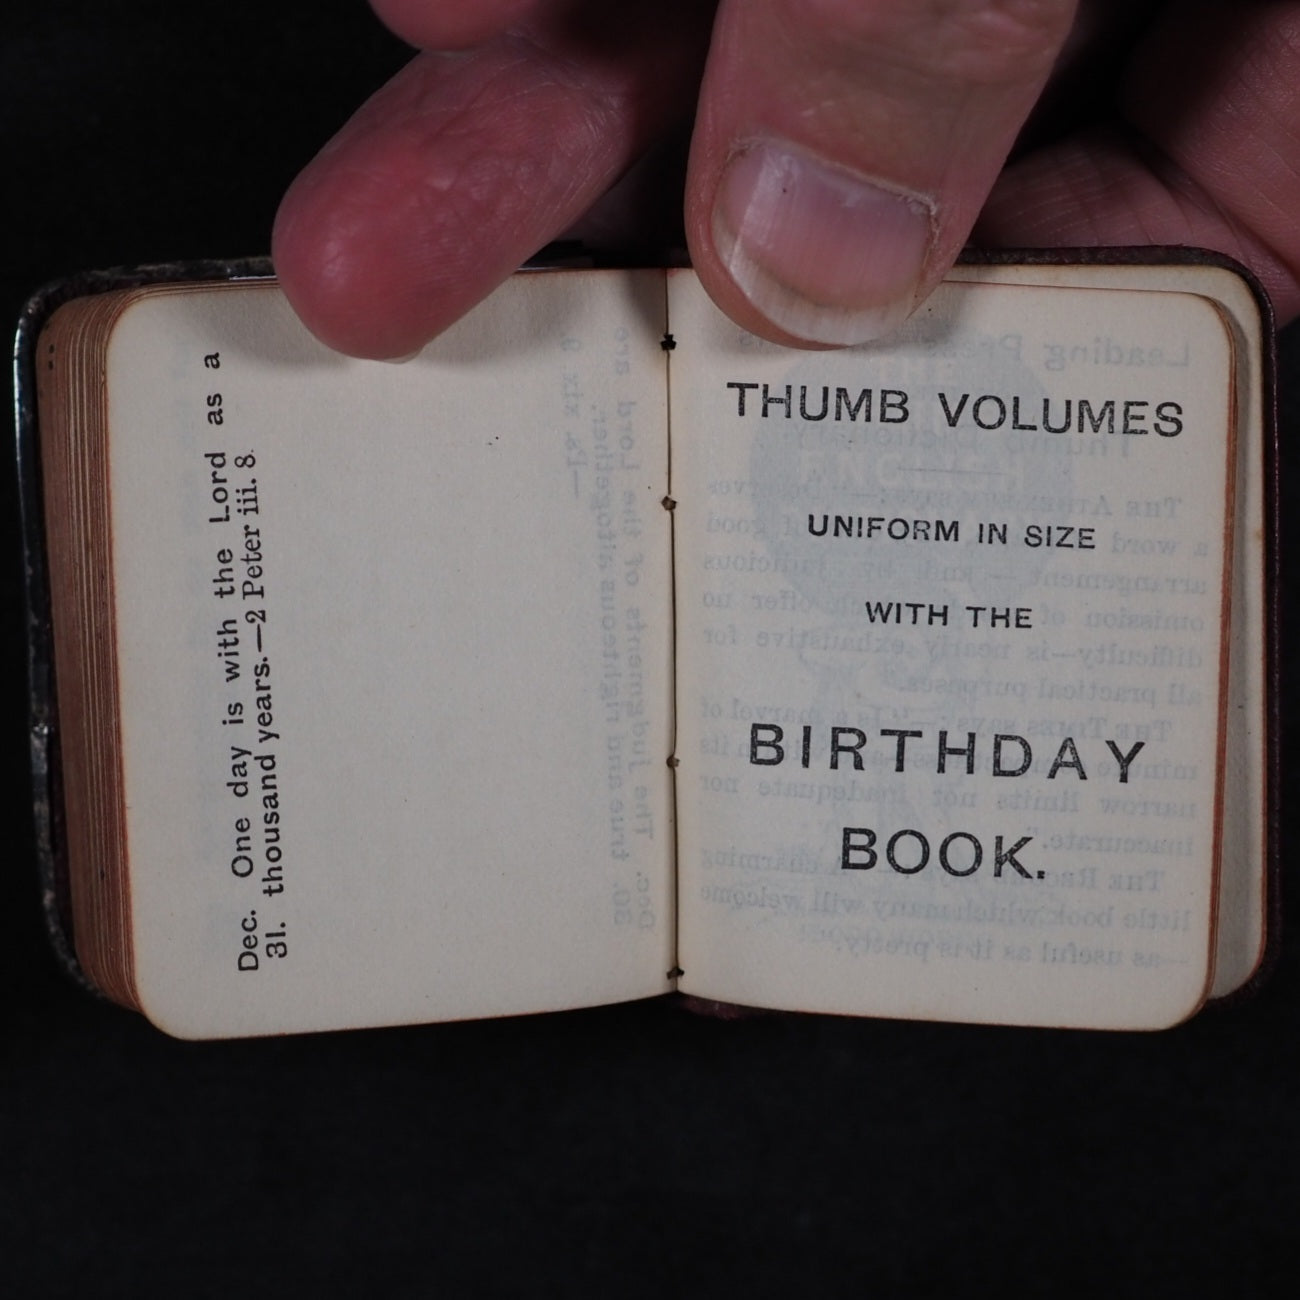 Dec. One day is with the Lord as a
31. thousand years.—2 Peter iii. 8.
THUMB VOLUMES
UNIFORM IN SIZE
WITH THE
BIRTHDAY
BOOK.